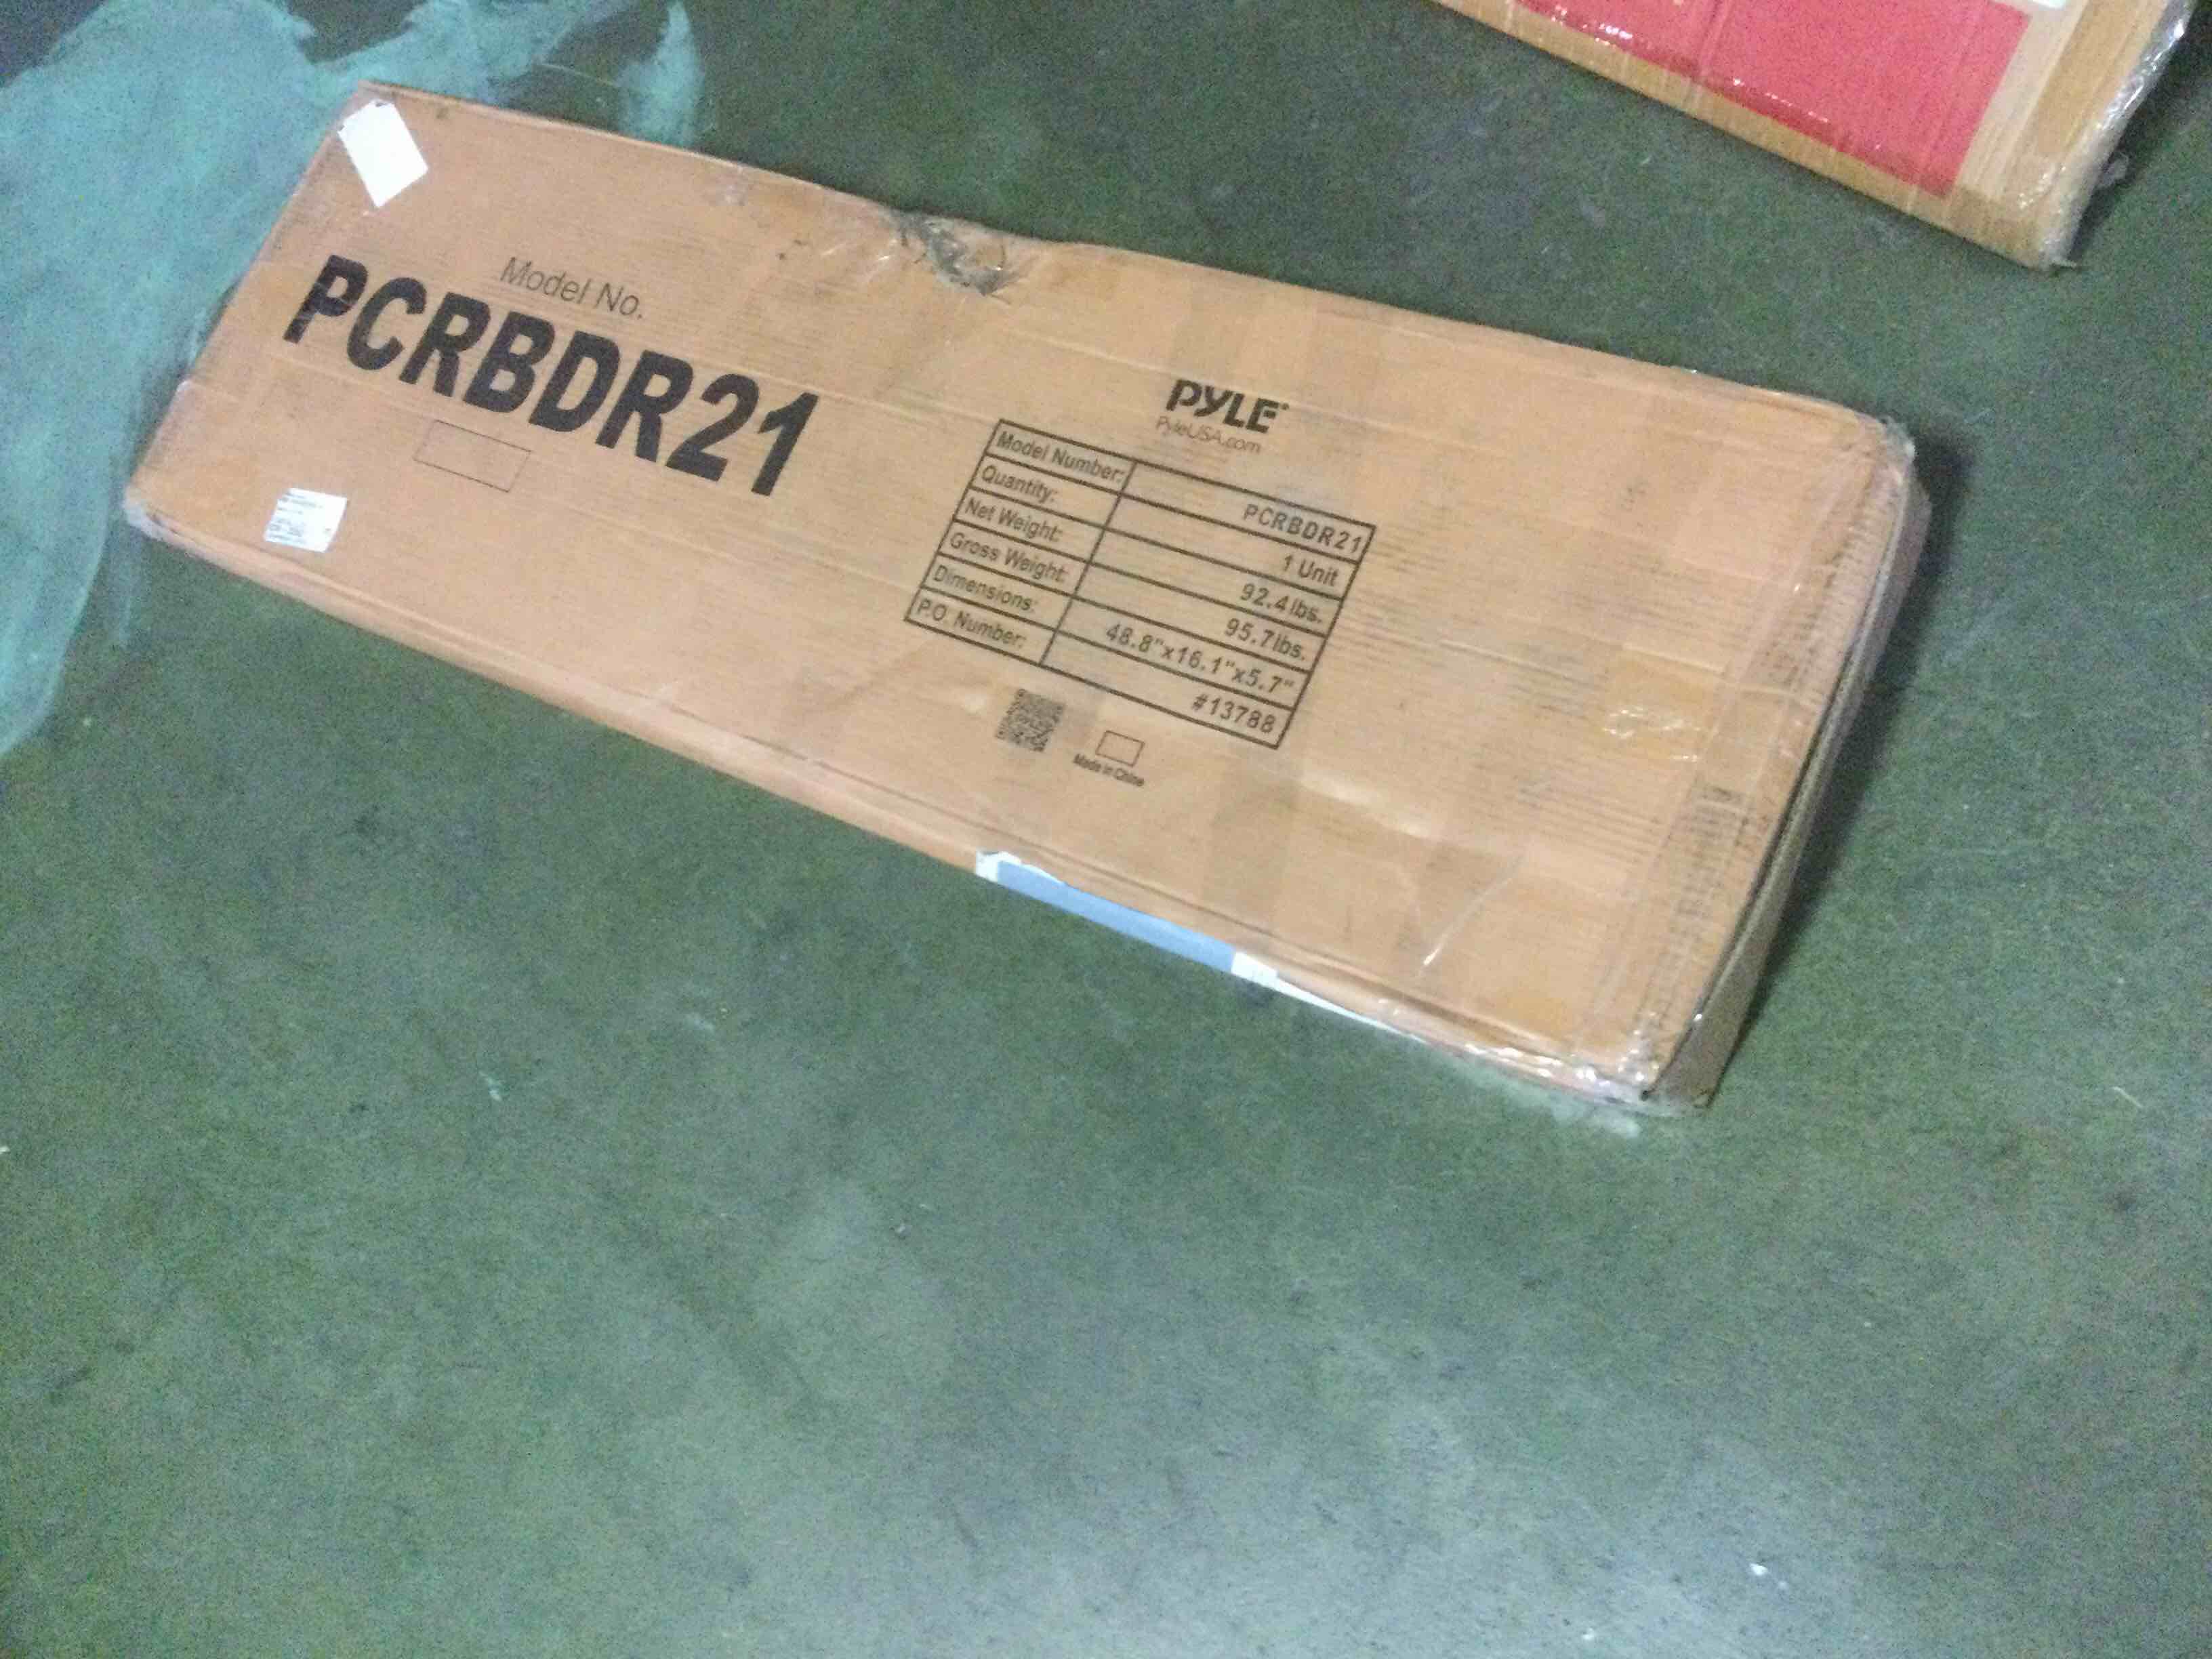 Model No.
PCRBDR21
PYLE
PyleUSA.com
Model Number: PCRBDR21
Quantity: 1 Unit
Net Weight: 92.4lbs.
Gross Weight: 95.7lbs.
Dimensions: 48.8"x16.1"x5.7"
P.O. Number: #13788
Made in China